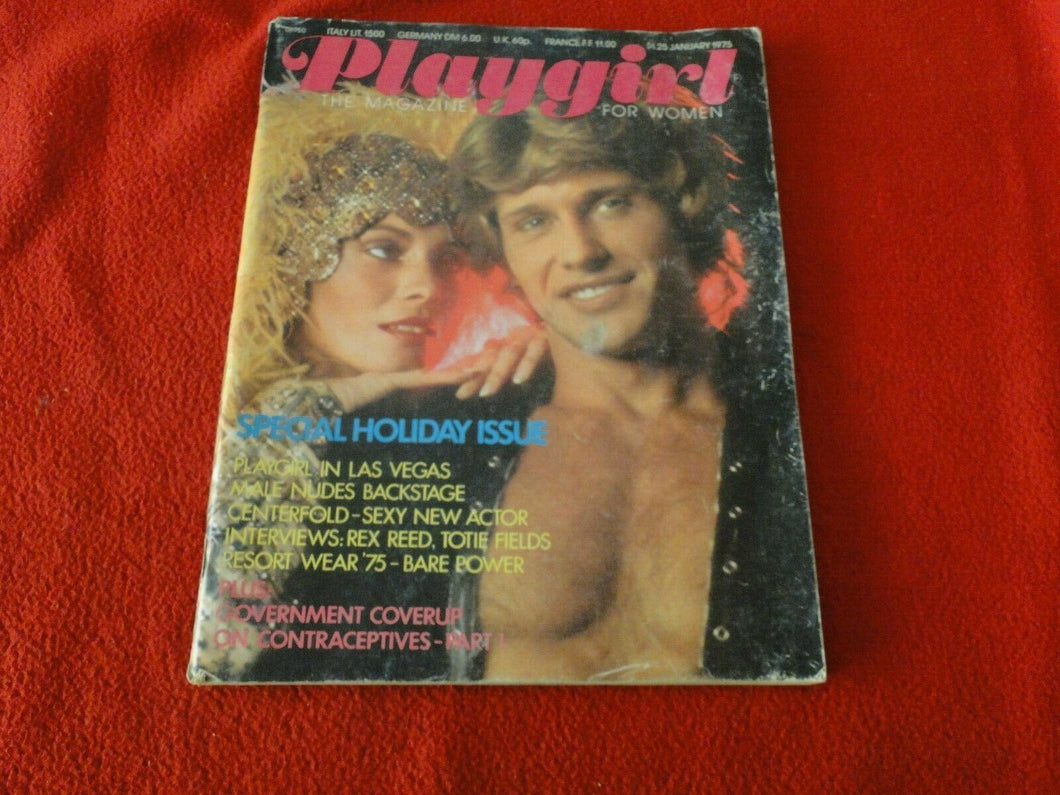 ITALY LIT. 1500 GERMANY DM 6.00 U.K. 60p. FRANCE F.F. 11.00 $1.25 JANUARY 1975
Playgirl
THE MAGAZINE FOR WOMEN
SPECIAL HOLIDAY ISSUE
PLAYGIRL IN LAS VEGAS
MALE NUDES BACKSTAGE
CENTERFOLD-SEXY NEW ACTOR
INTERVIEWS: REX REED, TOTIE FIELDS
RESORT WEAR '75-BARE POWER
PLUS:
GOVERNMENT COVERUP
ON CONTRACEPTIVES-PART 1